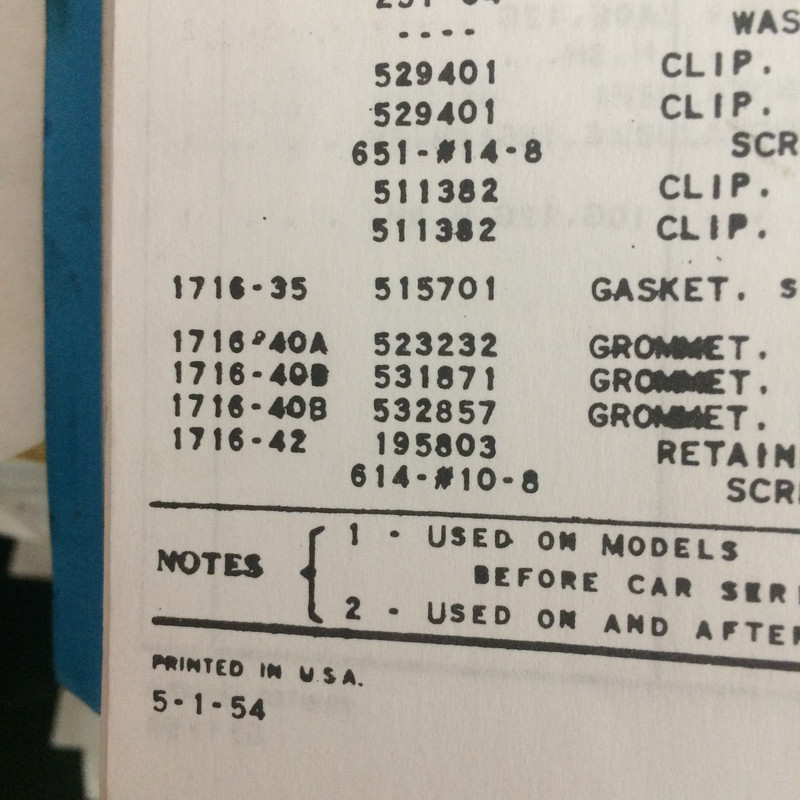 ---- WAS
529401 CLIP.
529401 CLIP.
651-#14-8 SCR
511382 CLIP.
511382 CLIP.
1716-35 515701 GASKET. S
1716-40A 523232 GROMMET.
1716-40B 531871 GROMMET.
1716-40B 532857 GROMMET.
1716-42 195803 RETAIN
614-#10-8 SCR
NOTES { 1 - USED ON MODELS
BEFORE CAR SERI
2 - USED ON AND AFTER
PRINTED IN U.S.A.
5-1-54